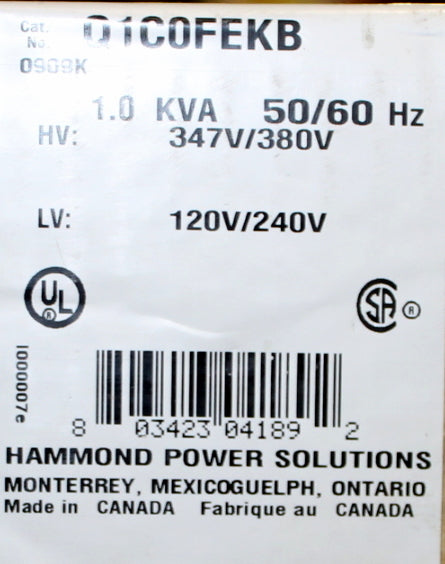 Cat. No. Q1C0FEKB
0909K
1.0 KVA 50/60 Hz
HV: 347V/380V
LV: 120V/240V
UL ®
SA ®
I000007e
8 03423 04189 2
HAMMOND POWER SOLUTIONS
MONTERREY, MEXICOGUELPH, ONTARIO
Made in CANADA Fabrique au CANADA